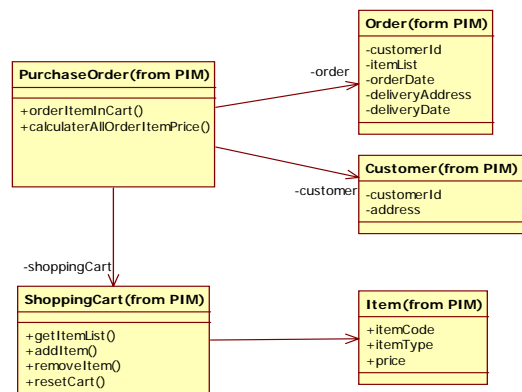 PurchaseOrder(from PIM)
+orderItemInCart()
+calculaterAllOrderItemPrice()
-order
Order(form PIM)
-customerId
-itemList
-orderDate
-deliveryAddress
-deliveryDate
-customer
Customer(from PIM)
-customerId
-address
-shoppingCart
ShoppingCart(from PIM)
+getItemList()
+addItem()
+removeItem()
+resetCart()
Item(from PIM)
+itemCode
+itemType
+price